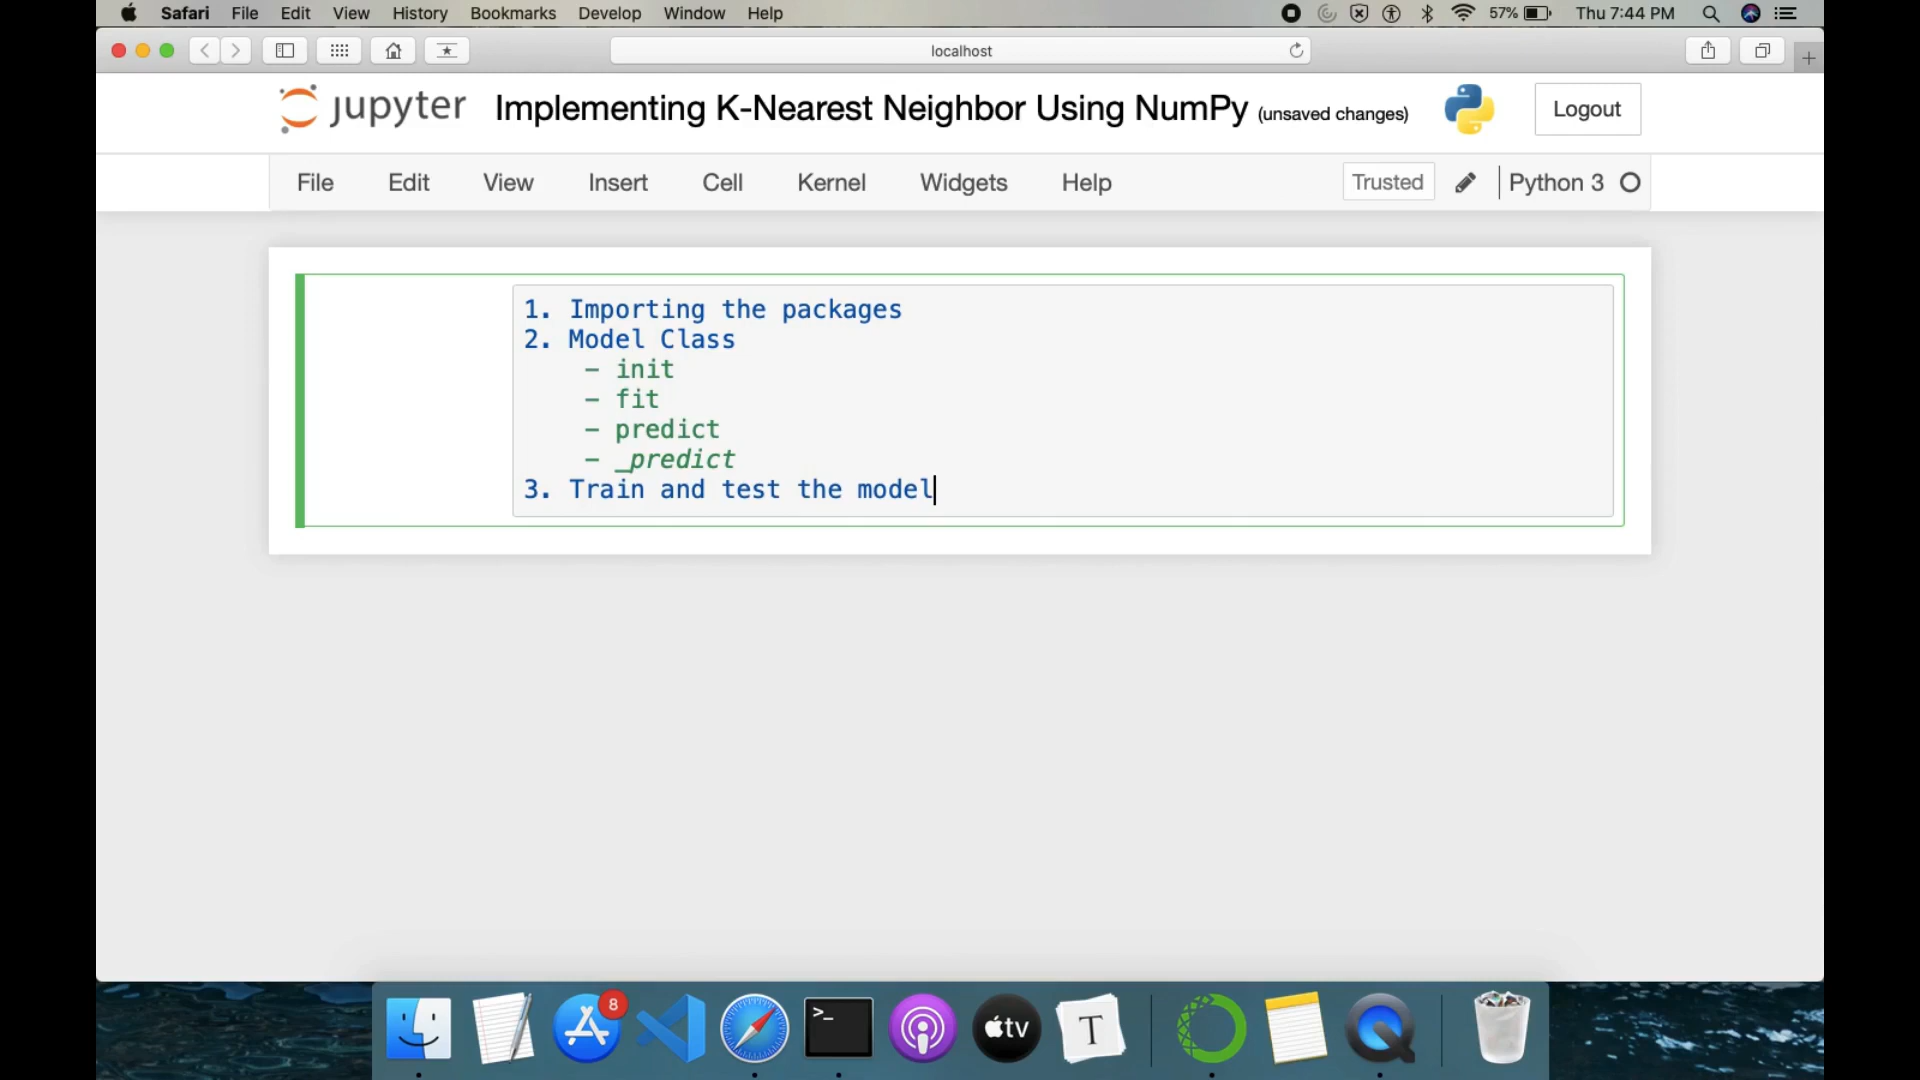 Safari File Edit View History Bookmarks Develop Window Help 57% Thu 7:44 PM
localhost
jupyter Implementing K-Nearest Neighbor Using NumPy (unsaved changes) Logout
File Edit View Insert Cell Kernel Widgets Help Trusted Python 3
1. Importing the packages
2. Model Class
- init
- fit
- predict
- _predict
3. Train and test the model
8
>_
tv
T